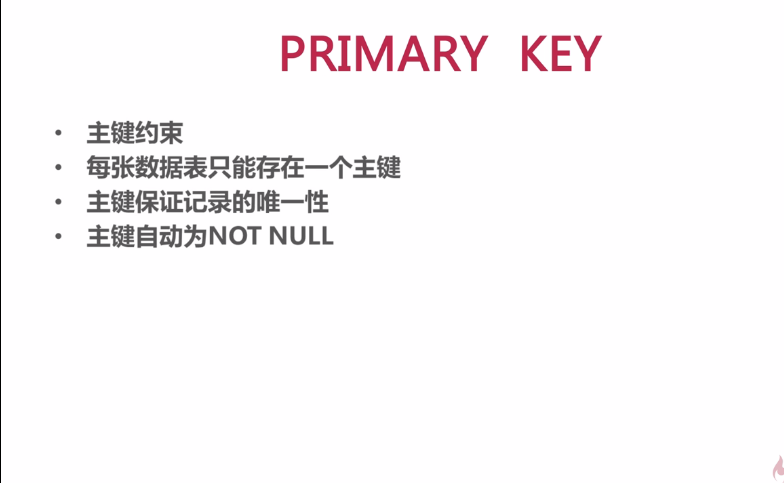 PRIMARY KEY
• 主键约束
• 每张数据表只能存在一个主键
• 主键保证记录的唯一性
• 主键自动为NOT NULL